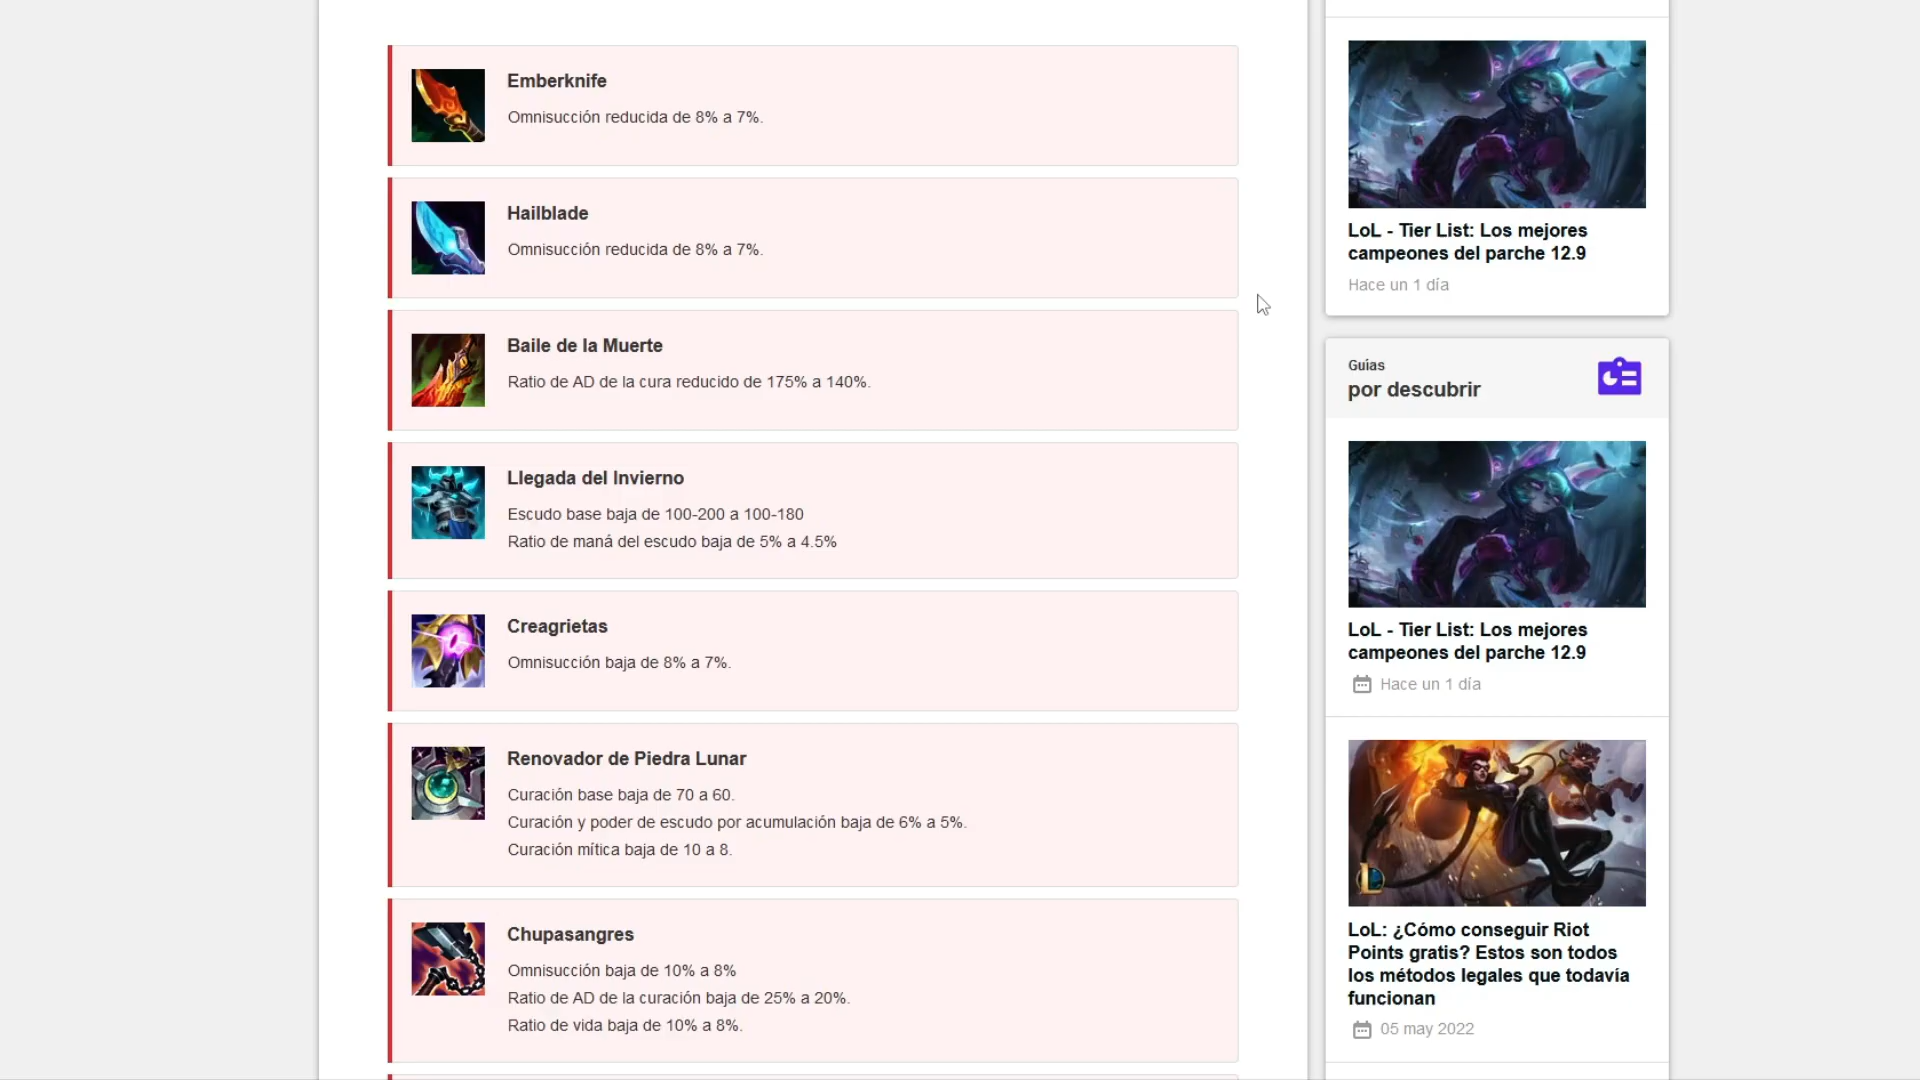 Emberknife
Omnisucción reducida de 8% a 7%.
Hailblade
Omnisucción reducida de 8% a 7%.
Baile de la Muerte
Ratio de AD de la cura reducido de 175% a 140%.
Llegada del Invierno
Escudo base baja de 100-200 a 100-180
Ratio de maná del escudo baja de 5% a 4.5%
Creagrietas
Omnisucción baja de 8% a 7%.
Renovador de Piedra Lunar
Curación base baja de 70 a 60.
Curación y poder de escudo por acumulación baja de 6% a 5%.
Curación mítica baja de 10 a 8.
Chupasangres
Omnisucción baja de 10% a 8%
Ratio de AD de la curación baja de 25% a 20%.
Ratio de vida baja de 10% a 8%.
LoL - Tier List: Los mejores
campeones del parche 12.9
Hace un 1 día
Guías
por descubrir
LoL - Tier List: Los mejores
campeones del parche 12.9
Hace un 1 día
LoL: ¿Cómo conseguir Riot
Points gratis? Estos son todos
los métodos legales que todavía
funcionan
05 may 2022